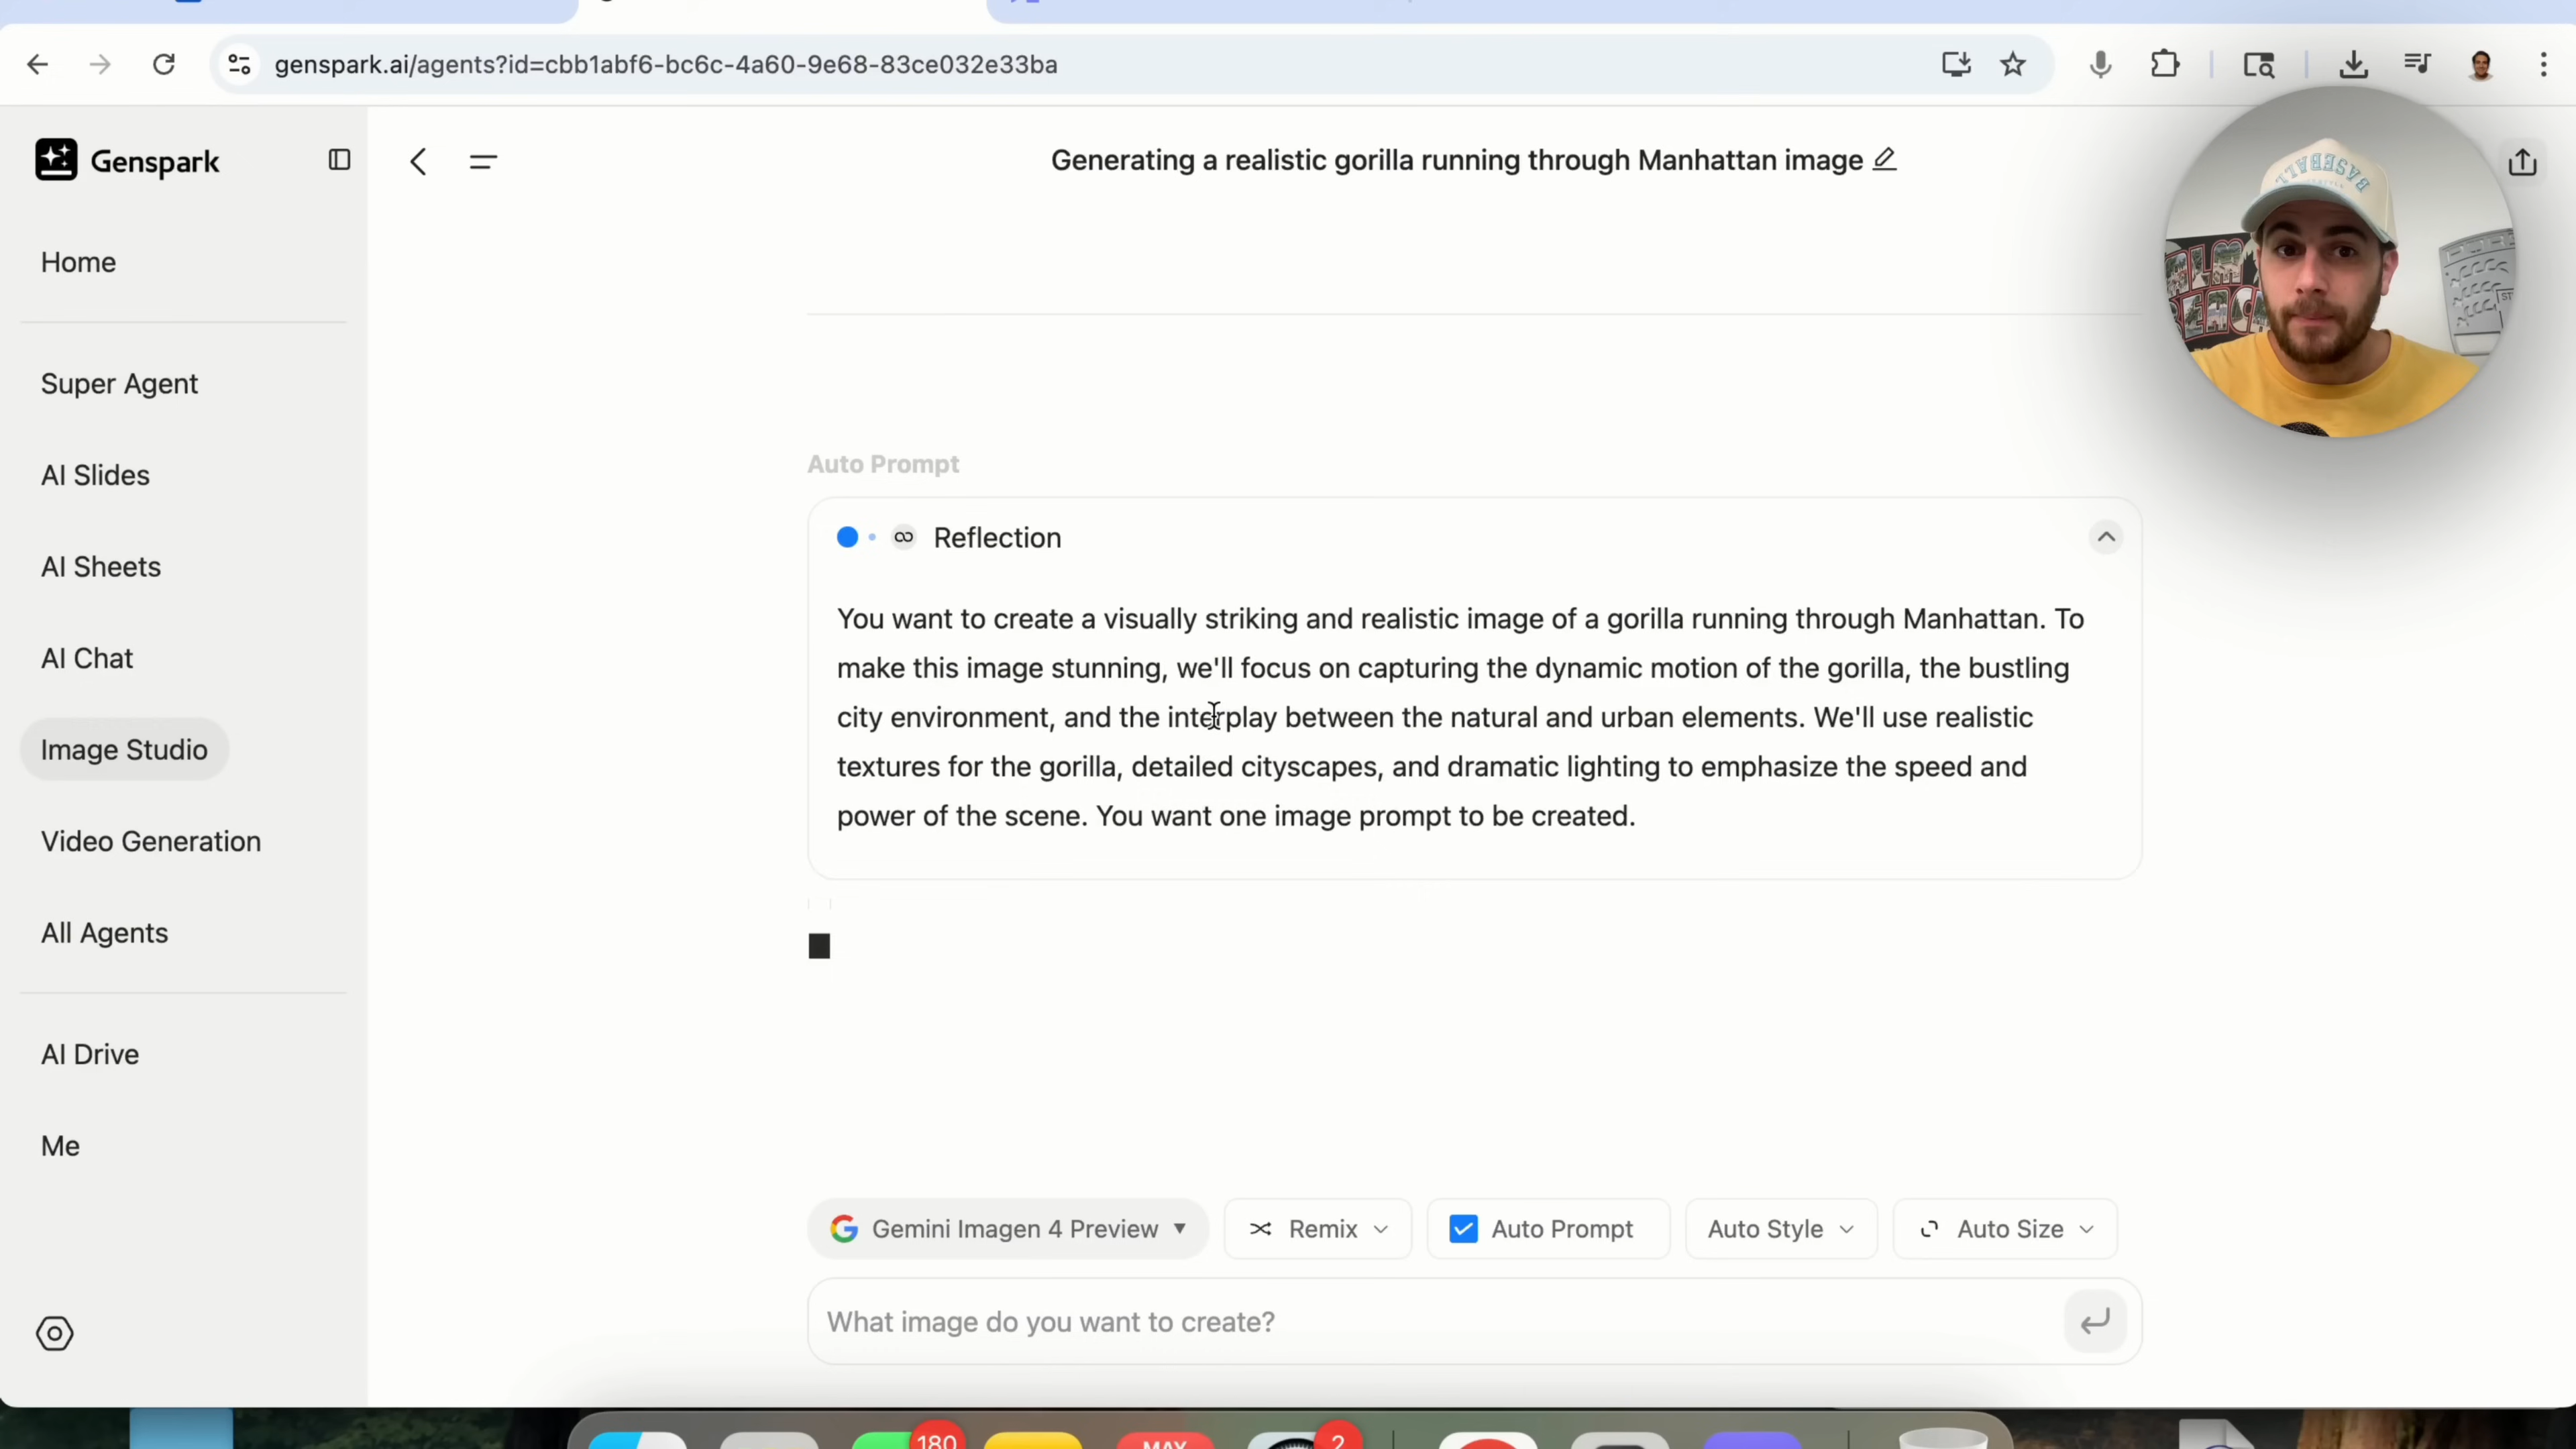 genspark.ai/agents?id=cbb1abf6-bc6c-4a60-9e68-83ce032e33ba
Genspark
Generating a realistic gorilla running through Manhattan image
BASEBALL
Home
Super Agent
AI Slides
AI Sheets
AI Chat
Image Studio
Video Generation
All Agents
AI Drive
Me
Auto Prompt
Reflection
You want to create a visually striking and realistic image of a gorilla running through Manhattan. To
make this image stunning, we'll focus on capturing the dynamic motion of the gorilla, the bustling
city environment, and the interplay between the natural and urban elements. We'll use realistic
textures for the gorilla, detailed cityscapes, and dramatic lighting to emphasize the speed and
power of the scene. You want one image prompt to be created.
Gemini Imagen 4 Preview
Remix
Auto Prompt
Auto Style
Auto Size
What image do you want to create?
180
MAY
2